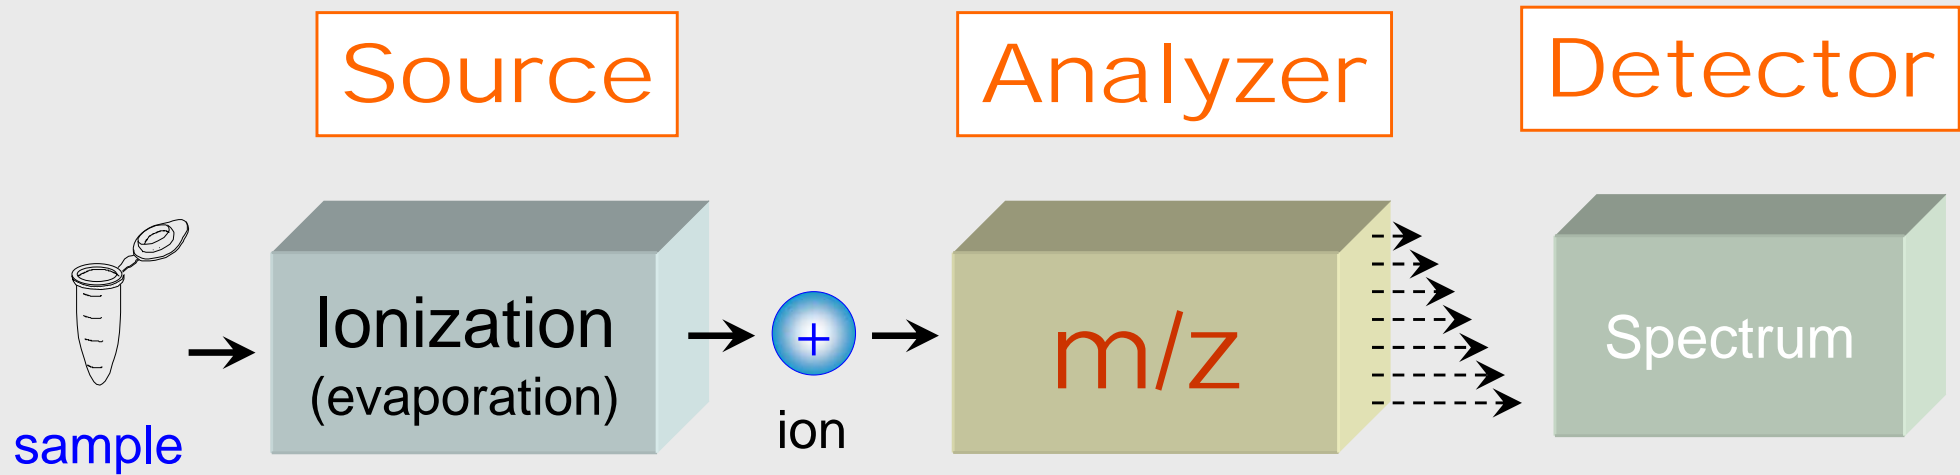 Source
Analyzer
Detector
sample
Ionization
(evaporation)
+
ion
m/z
Spectrum